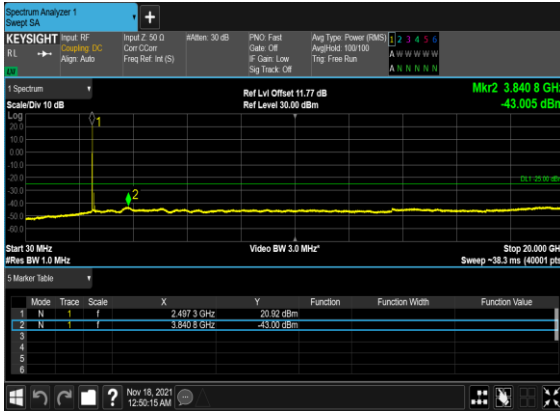 Spectrum Analyzer 1
Swept SA
+
KEYSIGHT Input: RF Input Z: 50 Ω #Atten: 30 dB PNO: Fast Avg Type: Power (RMS) 1 2 3 4 5 6
RL Coupling: DC Corr CCorr Gate: Off Avg|Hold: 100/100 A W W W W W
Align: Auto Freq Ref: Int (S) IF Gain: Low Trig: Free Run
Sig Track: Off A N N N N N
1 Spectrum
Scale/Div 10 dB
Ref Lvl Offset 11.77 dB
Ref Level 30.00 dBm
Mkr2 3.840 8 GHz
-43.005 dBm
Log
20.0
10.0
0.00
-10.0
-20.0
-30.0
-40.0
-50.0
-60.0
1
2
DL1 -25.00 dBm
Start 30 MHz Video BW 3.0 MHz* Stop 20.000 GHz
#Res BW 1.0 MHz Sweep ~38.3 ms (40001 pts)
5 Marker Table
Mode Trace Scale X Y Function Function Width Function Value
1 N 1 f 2.497 3 GHz 20.92 dBm
2 N 1 f 3.840 8 GHz -43.00 dBm
3
4
5
6
?
Nov 18, 2021
12:50:15 AM